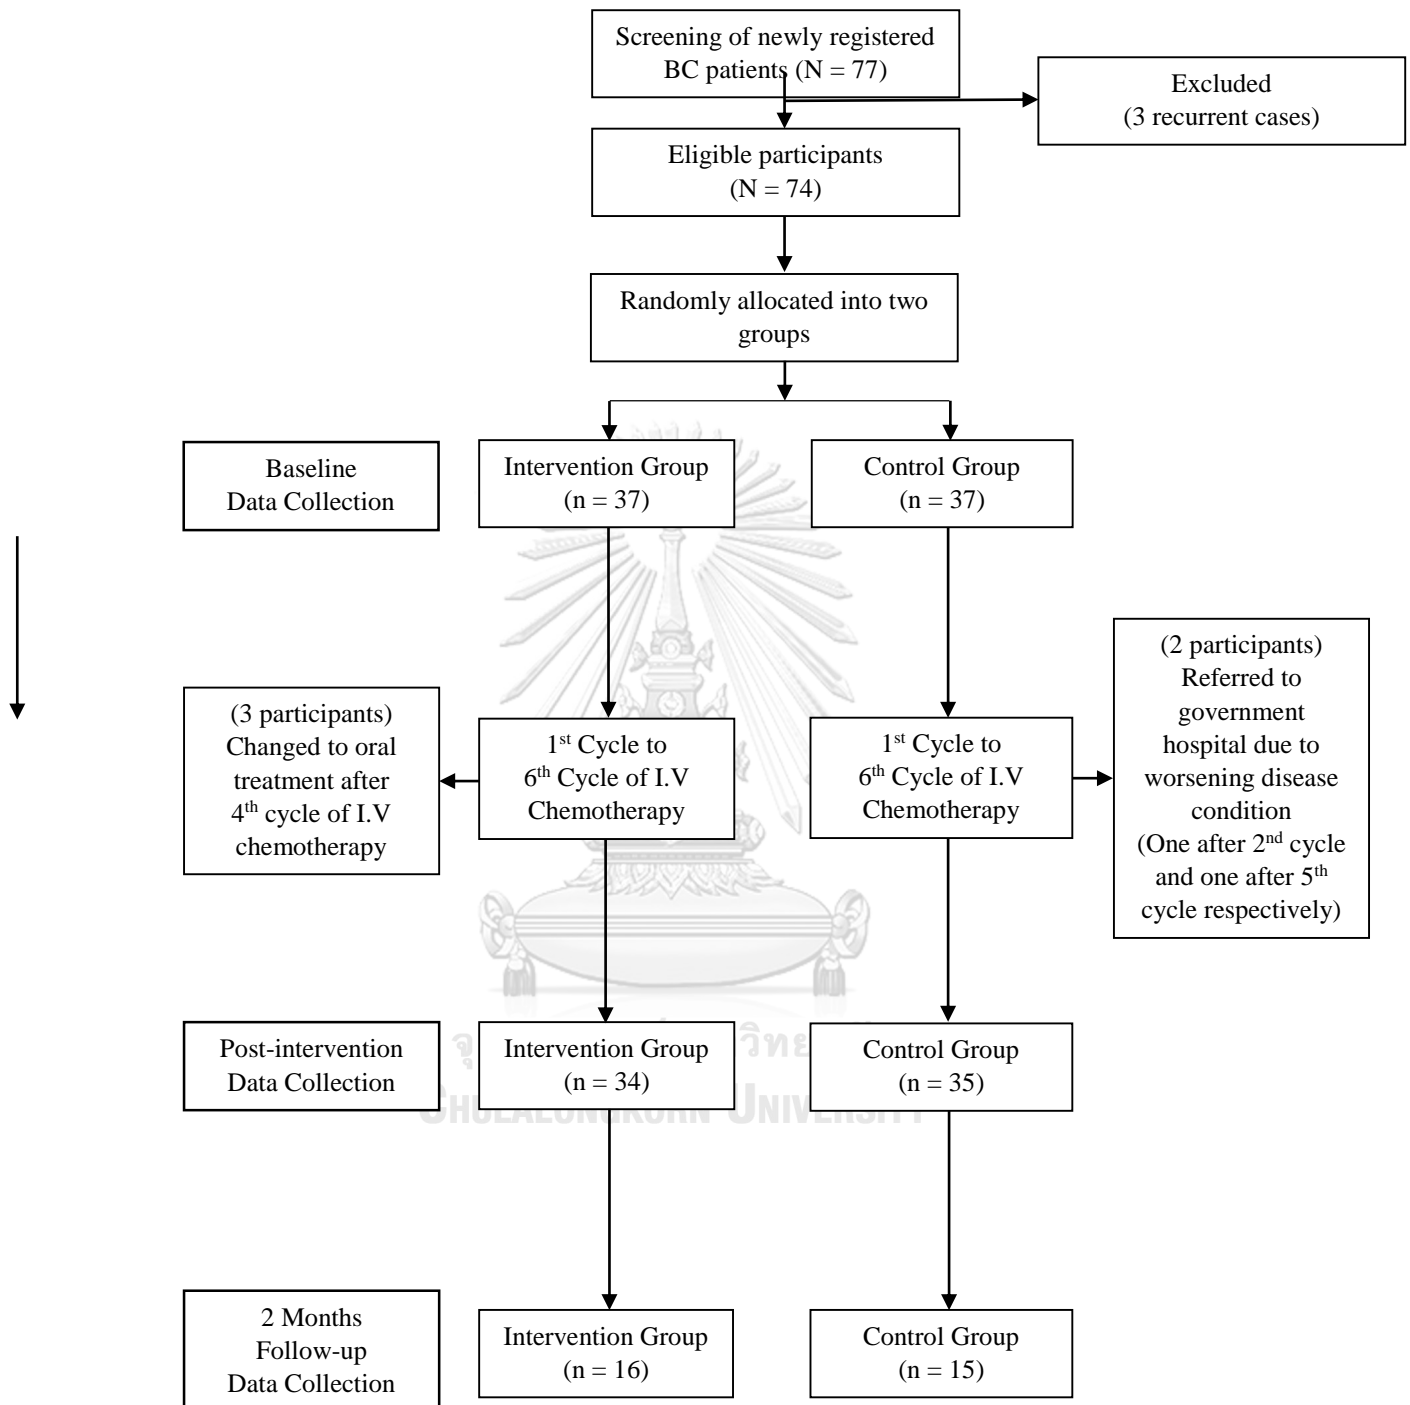 Screening of newly registered
BC patients (N = 77)
Excluded
(3 recurrent cases)
Eligible participants
(N = 74)
Randomly allocated into two
groups
Baseline
Data Collection
Intervention Group
(n = 37)
Control Group
(n = 37)
(3 participants)
Changed to oral
treatment after
4th cycle of I.V
chemotherapy
1st Cycle to
6th Cycle of I.V
Chemotherapy
1st Cycle to
6th Cycle of I.V
Chemotherapy
(2 participants)
Referred to
government
hospital due to
worsening disease
condition
(One after 2nd cycle
and one after 5th
cycle respectively)
Post-intervention
Data Collection
Intervention Group
(n = 34)
Control Group
(n = 35)
CHULALONGKORN UNIVERSITY
2 Months
Follow-up
Data Collection
Intervention Group
(n = 16)
Control Group
(n = 15)